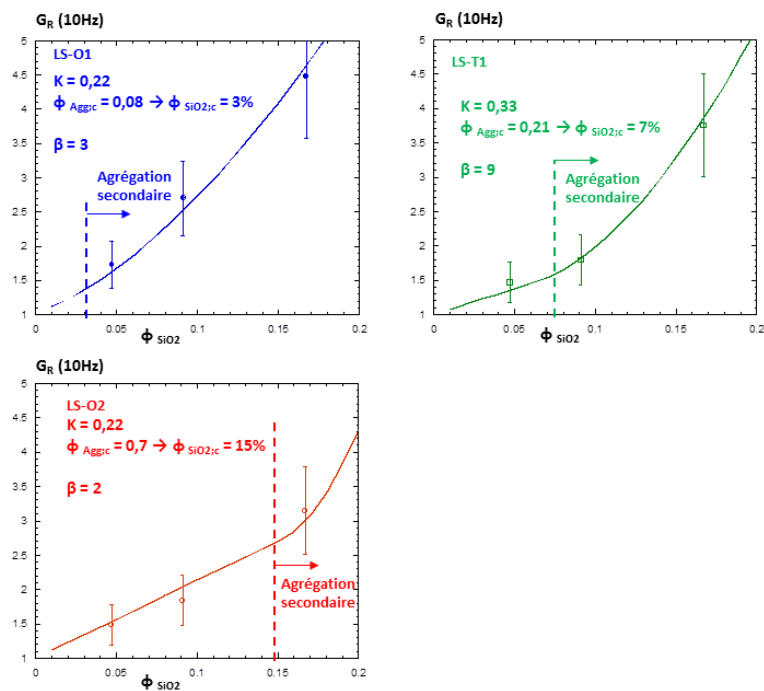 G R (10Hz)
5
4.5
4
3.5
3
2.5
2
1.5
1
LS-O1
K = 0,22
ϕ Agg;c = 0,08 → ϕ SiO2;c = 3%
β = 3
Agrégation
secondaire
0 0.05 0.1 0.15 0.2
ϕ SiO2
G R (10Hz)
5
4.5
4
3.5
3
2.5
2
1.5
1
LS-T1
K = 0,33
ϕ Agg;c = 0,21 → ϕ SiO2;c = 7%
β = 9
Agrégation
secondaire
0 0.05 0.1 0.15 0.2
ϕ SiO2
G R (10Hz)
5
4.5
4
3.5
3
2.5
2
1.5
1
LS-O2
K = 0,22
ϕ Agg;c = 0,7 → ϕ SiO2;c = 15%
β = 2
Agrégation
secondaire
0 0.05 0.1 0.15 0.2
ϕ SiO2